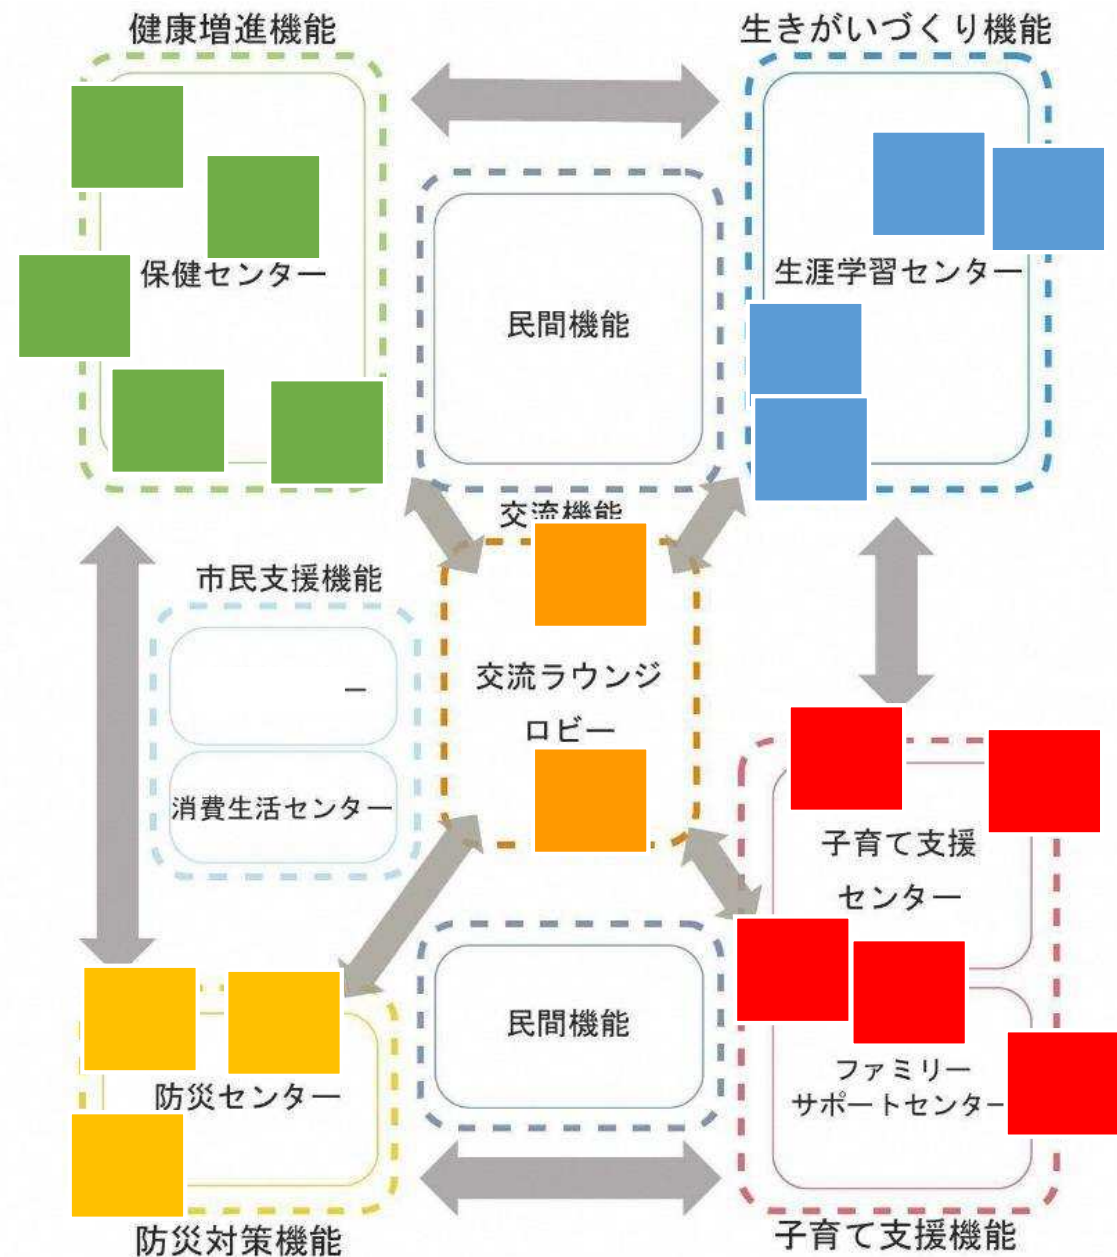 健康増進機能
生きがいづくり機能
保健センター
生涯学習センター
民間機能
交流機能
市民支援機能
ー
交流ラウンジ
ロビー
消費生活センター
子育て支援
センター
民間機能
防災センター
ファミリー
サポートセンター
防災対策機能
子育て支援機能